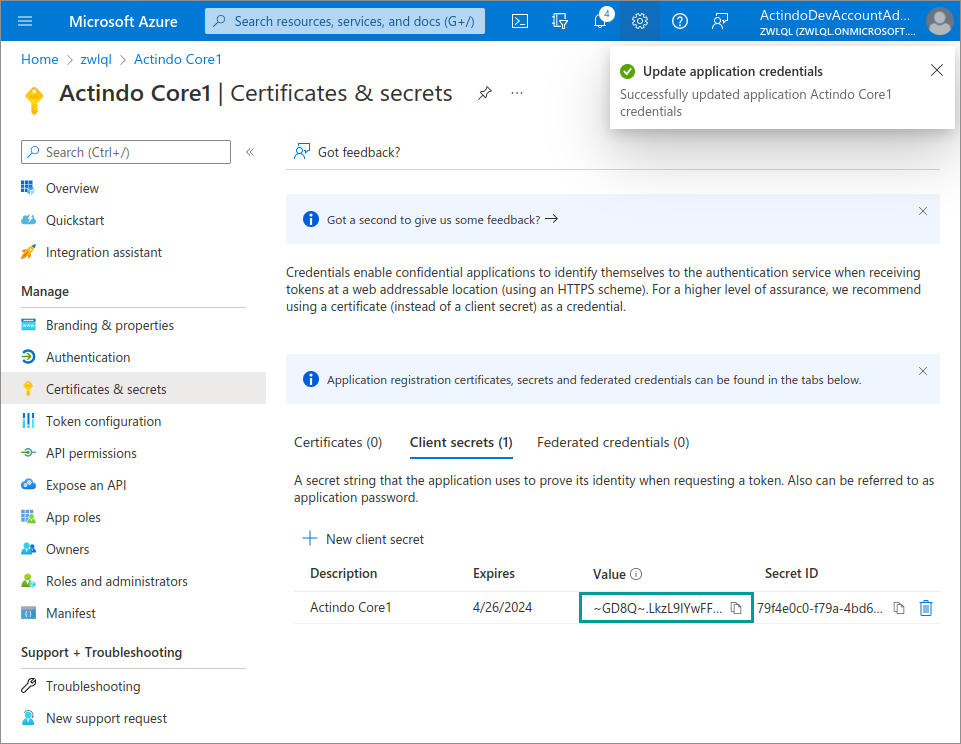 Microsoft Azure
Search resources, services, and docs (G+/)
4
ActindoDevAccountAd...
ZWLQL (ZWLQL.ONMICROSOFT....
Home > zwlql > Actindo Core1
Actindo Core1 | Certificates & secrets
...
Update application credentials
Successfully updated application Actindo Core1
credentials
Search (Ctrl+/)
«
Got feedback?
Overview
Quickstart
Integration assistant
Manage
Branding & properties
Authentication
Certificates & secrets
Token configuration
API permissions
Expose an API
App roles
Owners
Roles and administrators
Manifest
Support + Troubleshooting
Troubleshooting
New support request
Got a second to give us some feedback? →
Credentials enable confidential applications to identify themselves to the authentication service when receiving
tokens at a web addressable location (using an HTTPS scheme). For a higher level of assurance, we recommend
using a certificate (instead of a client secret) as a credential.
Application registration certificates, secrets and federated credentials can be found in the tabs below.
Certificates (0) Client secrets (1) Federated credentials (0)
A secret string that the application uses to prove its identity when requesting a token. Also can be referred to as
application password.
New client secret
Description Expires Value Secret ID
Actindo Core1 4/26/2024 ~GD8Q~.LkzL9IYwFF... 79f4e0c0-f79a-4bd6...